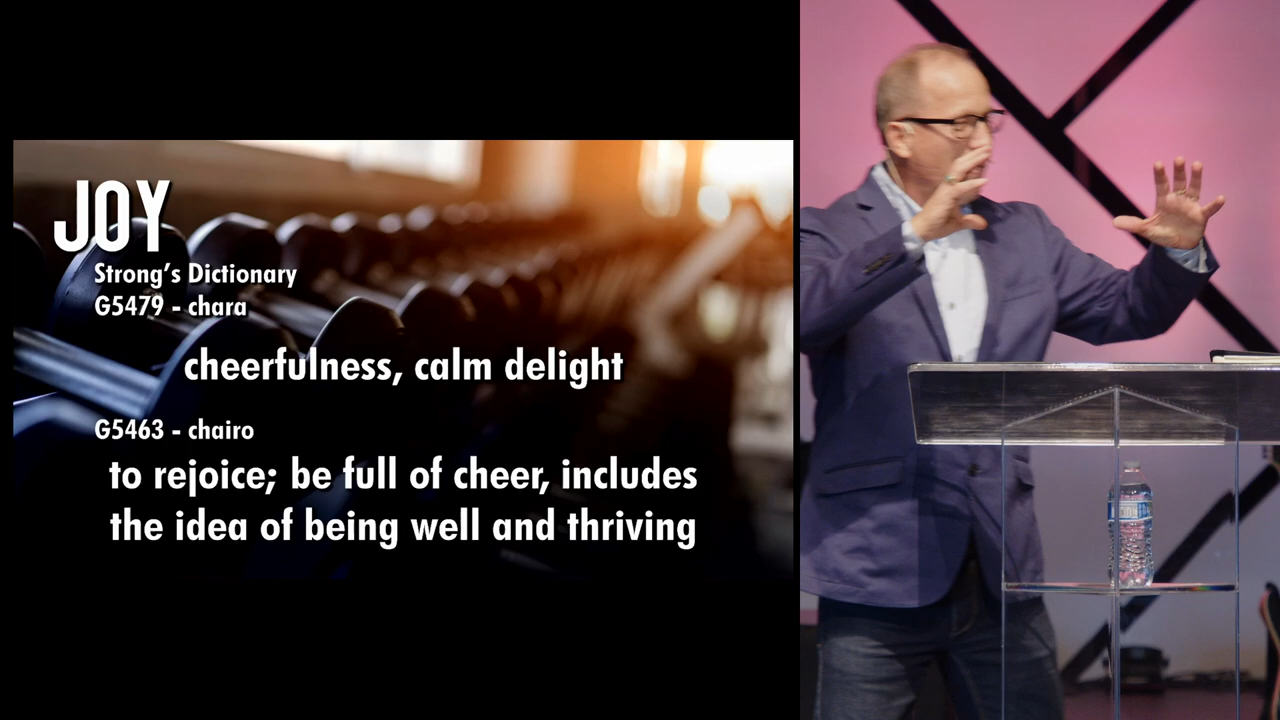 JOY
Strong's Dictionary
G5479 - chara
cheerfulness, calm delight
G5463 - chairo
to rejoice; be full of cheer, includes
the idea of being well and thriving